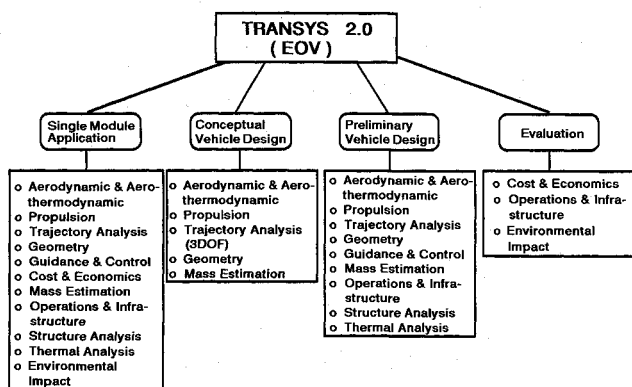 TRANSYS 2.0
( EOV )
Single Module
Application
Conceptual
Vehicle Design
Preliminary
Vehicle Design
Evaluation
o Aerodynamic & Aero-
thermodynamic
o Propulsion
o Trajectory Analysis
o Geometry
o Guidance & Control
o Cost & Economics
o Mass Estimation
o Operations & Infra-
structure
o Structure Analysis
o Thermal Analysis
o Environmental
Impact
o Aerodynamic & Aero-
thermodynamic
o Propulsion
o Trajectory Analysis
(3DOF)
o Geometry
o Mass Estimation
o Aerodynamic & Aero-
thermodynamic
o Propulsion
o Trajectory Analysis
o Geometry
o Guidance & Control
o Mass Estimation
o Operations & Infra-
structure
o Structure Analysis
o Thermal Analysis
o Cost & Economics
o Operations & Infra-
structure
o Environmental
Impact